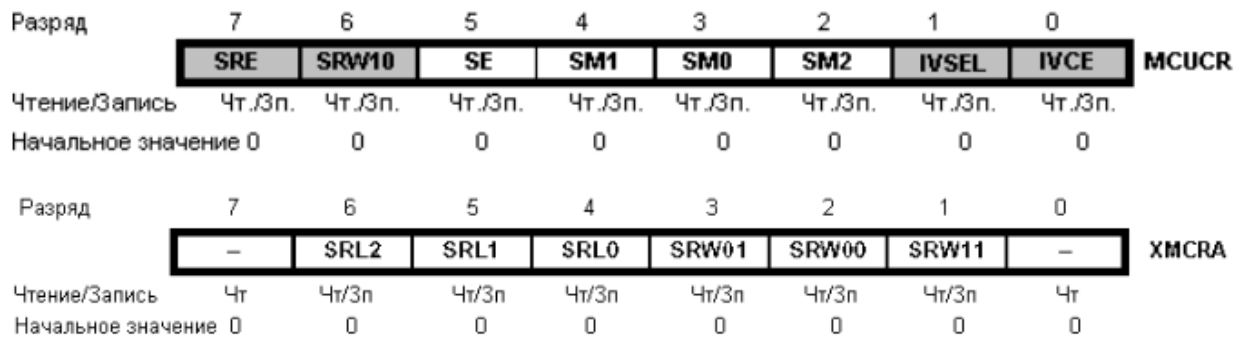 Разряд 7 6 5 4 3 2 1 0
SRE SRW10 SE SM1 SM0 SM2 IVSEL IVCE MCUCR
Чтение/Запись Чт./Зп. Чт./Зп. Чт./Зп. Чт./Зп. Чт./Зп. Чт./Зп. Чт./Зп. Чт./Зп.
Начальное значение 0 0 0 0 0 0 0 0
Разряд 7 6 5 4 3 2 1 0
– SRL2 SRL1 SRL0 SRW01 SRW00 SRW11 – XMCRA
Чтение/Запись Чт Чт/Зп Чт/Зп Чт/Зп Чт/Зп Чт/Зп Чт/Зп Чт
Начальное значение 0 0 0 0 0 0 0 0